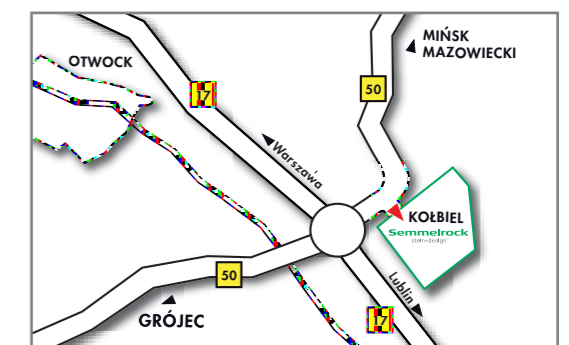 MIŃSK
MAZOWIECKI
OTWOCK
17
50
Warszawa
KOŁBIEL
Semmelrock
stein+design
50
Lublin
GRÓJEC
17